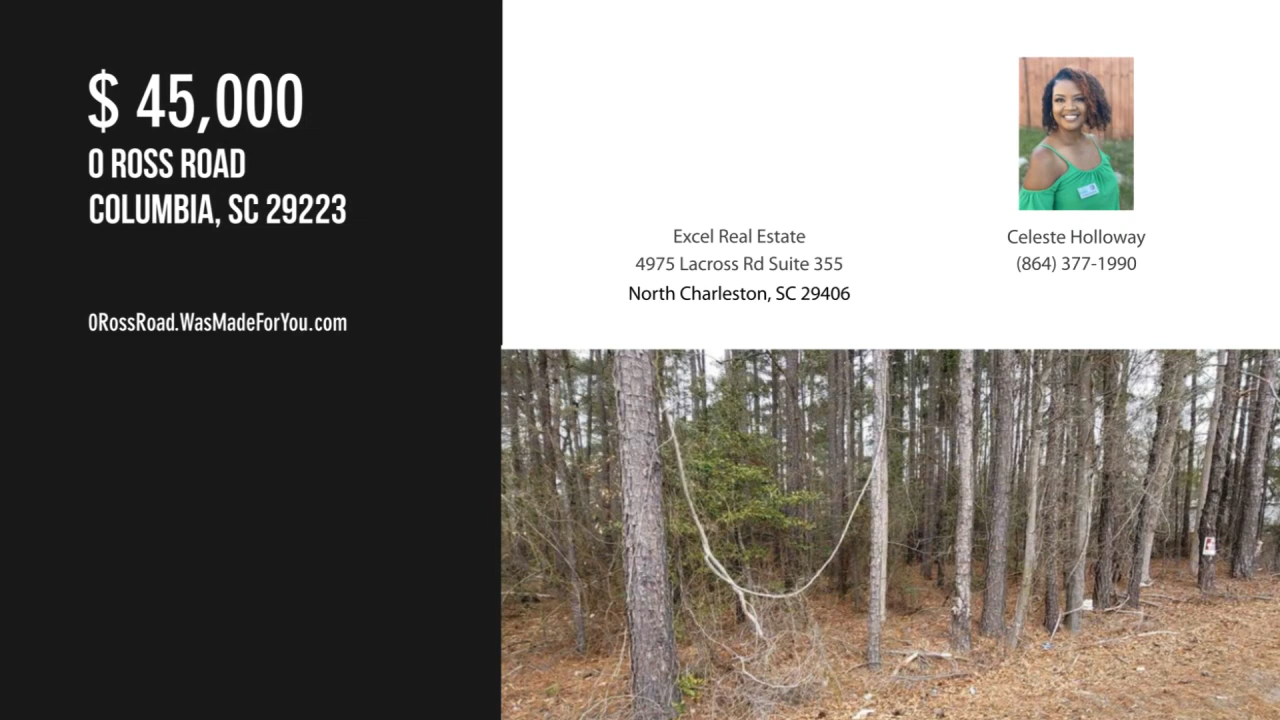 $ 45,000
0 ROSS ROAD
COLUMBIA, SC 29223
0RossRoad.WasMadeForYou.com
Excel Real Estate
4975 Lacross Rd Suite 355
North Charleston, SC 29406
Celeste Holloway
(864) 377-1990